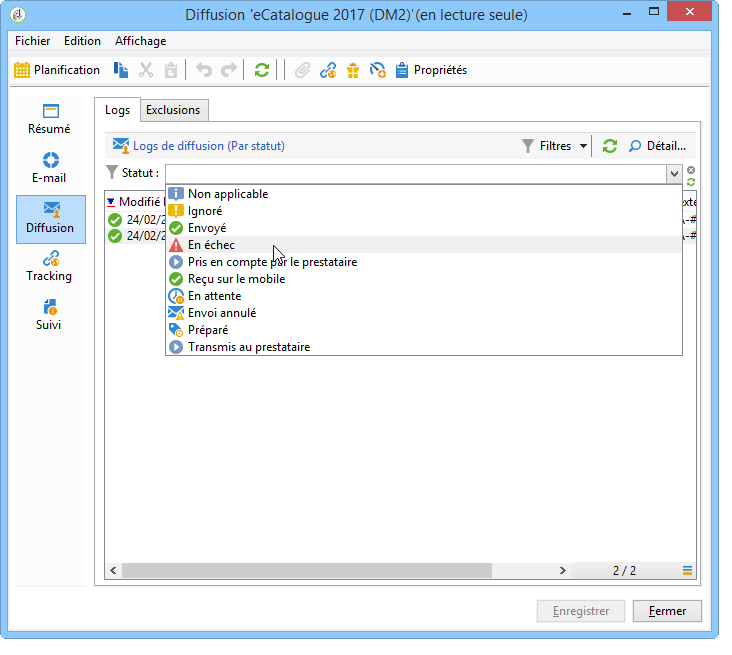 Diffusion 'eCatalogue 2017 (DM2)'(en lecture seule)
Fichier Edition Affichage
Planification Propriétés
Logs Exclusions
Résumé
E-mail
Diffusion
Tracking
Suivi
Logs de diffusion (Par statut) Filtres Détail...
Statut :
Modifié
24/02/2
24/02/2
Non applicable
Ignoré
Envoyé
En échec
Pris en compte par le prestataire
Reçu sur le mobile
En attente
Envoi annulé
Préparé
Transmis au prestataire
2 / 2
Enregistrer Fermer